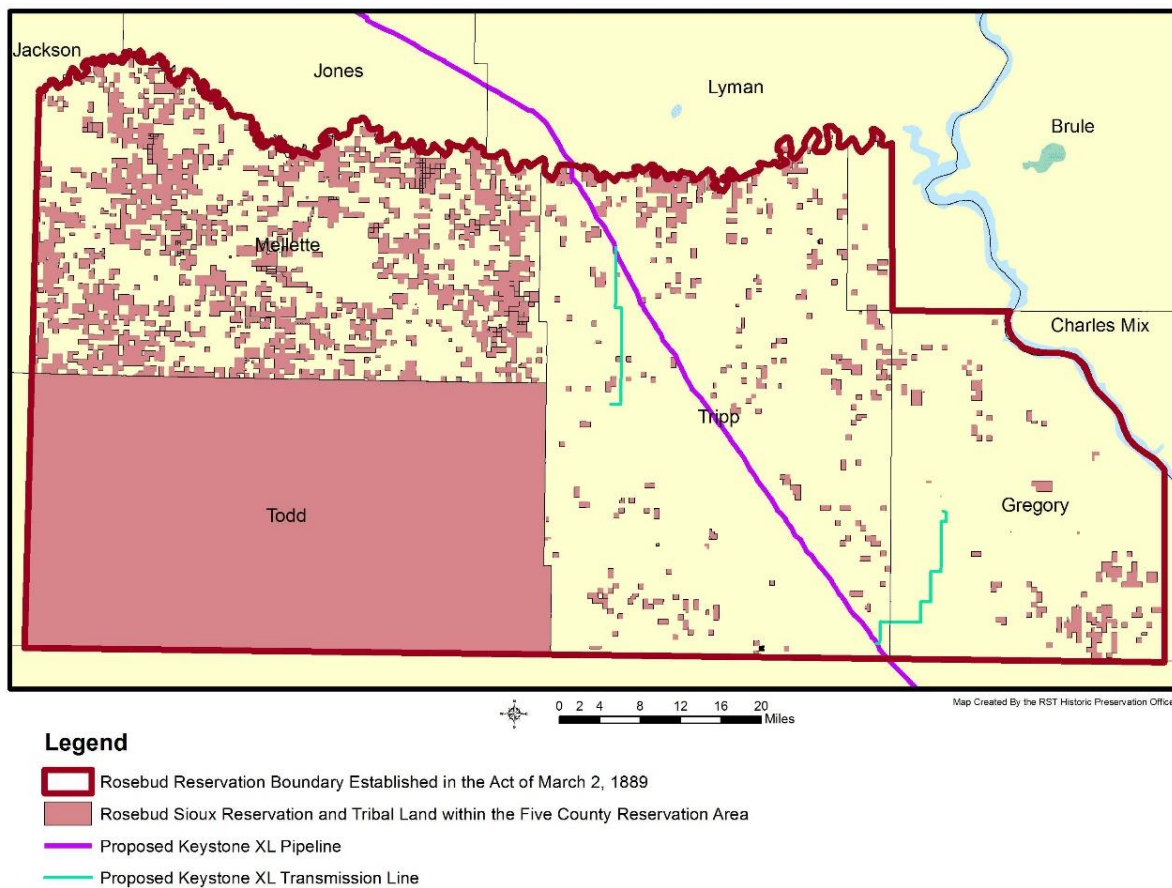 Jackson
Jones
Lyman
Brule
Mellette
Charles Mix
Tripp
Todd
Gregory
Map Created By the RST Historic Preservation Office
0 2 4 8 12 16 20
Miles
Legend
Rosebud Reservation Boundary Established in the Act of March 2, 1889
Rosebud Sioux Reservation and Tribal Land within the Five County Reservation Area
Proposed Keystone XL Pipeline
Proposed Keystone XL Transmission Line